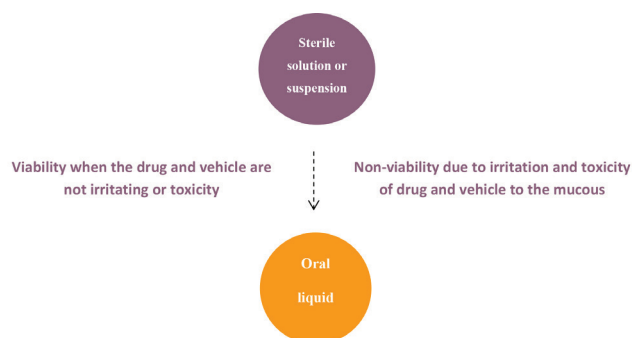 Sterile
solution or
suspension
Viability when the drug and vehicle are
not irritating or toxicity
Non-viability due to irritation and toxicity
of drug and vehicle to the mucous
Oral
liquid